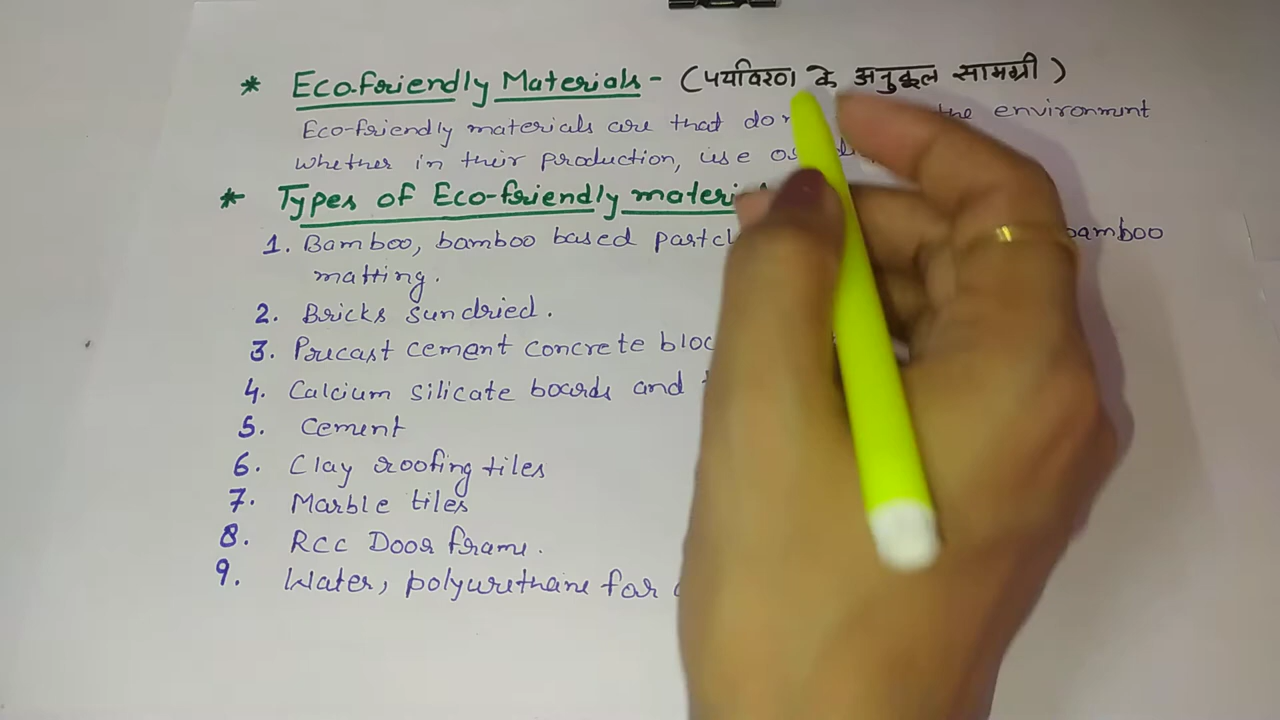 * Eco-friendly Materials - (पर्यावरण के अनुकूल सामग्री)
Eco-friendly materials are that the environment
whether in their production, use or
* Types of Eco-friendly
1. Bamboo, bamboo based bamboo
matting.
2. Bricks sundried.
3. Precast cement concrete
4. Calcium silicate boards and
5. Cement
6. Clay roofing tiles
7. Marble tiles
8. RCC Door frame.
9. Water, polyurethane for